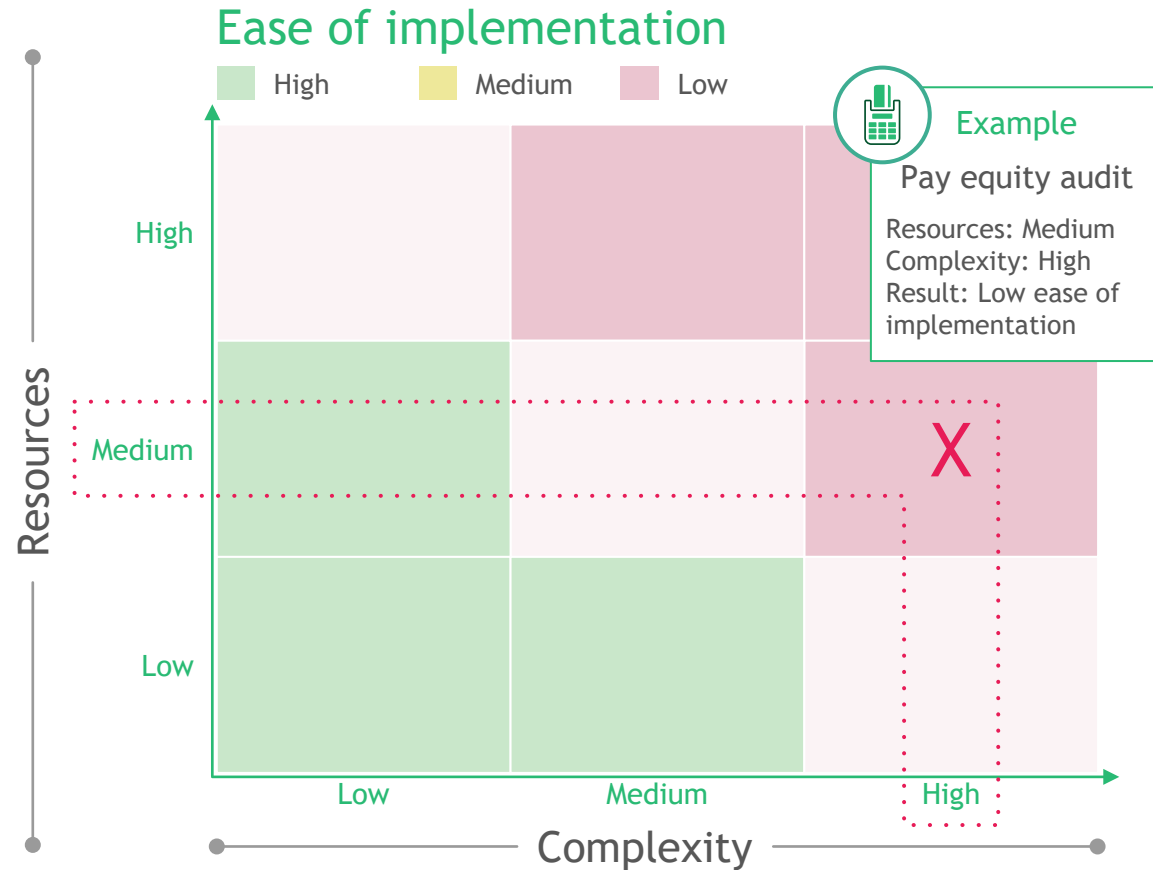 Ease of implementation
High
Medium
Low
Example
Pay equity audit
Resources: Medium
Complexity: High
Result: Low ease of
implementation
Resources
High
Medium
Low
X
Low
Medium
High
Complexity